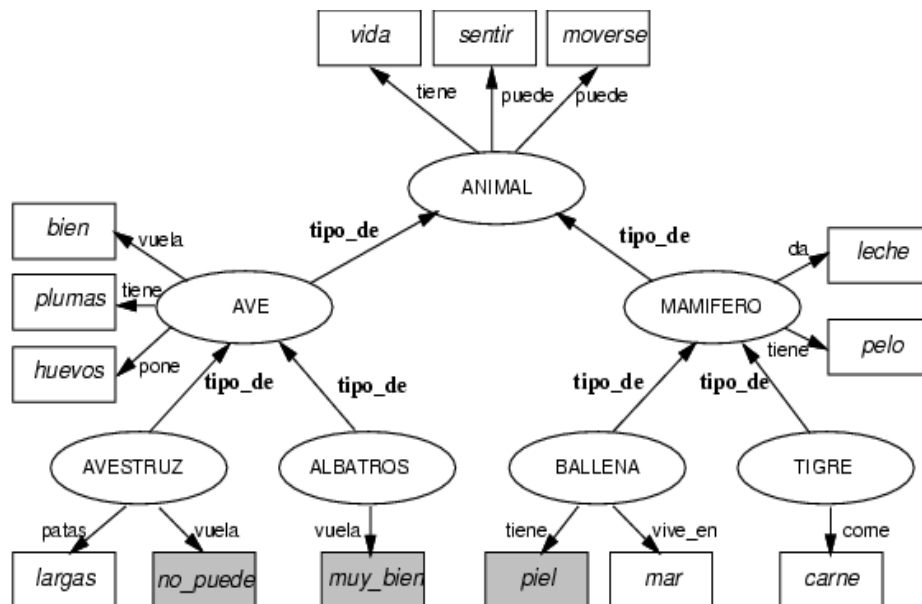 vida sentir moverse
tiene puede puede
ANIMAL
bien vuela tipo_de tipo_de da leche
plumas tiene AVE MAMIFERO
huevos pone tiene pelo
tipo_de tipo_de tipo_de tipo_de
AVESTRUZ ALBATROS BALLENA TIGRE
patas vuela vuela tiene vive_en come
largas no_puede muy_bien piel mar carne